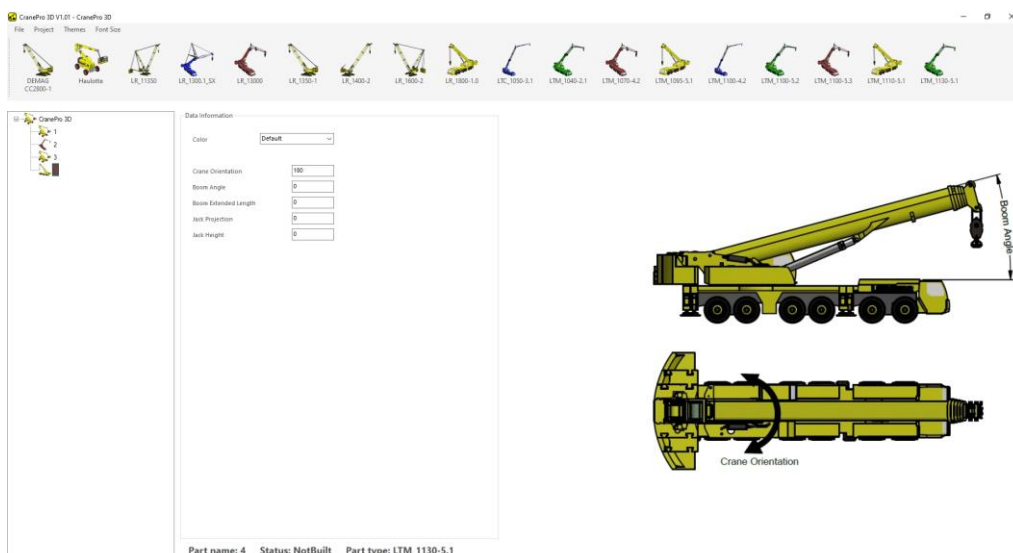 CranePro 3D V1.01 - CranePro 3D
File Project Themes Font Size
DEMAG CC2800-1
Haulotte
LR_11350
LR_1300.1_SX
LR_13000
LR_1350-1
LR_1400-2
LR_1600-2
LR_1800-1.0
LTC_1050-3.1
LTM_1040-2.1
LTM_1070-4.2
LTM_1095-5.1
LTM_1100-4.2
LTM_1100-5.2
LTM_1100-5.3
LTM_1110-5.1
LTM_1130-5.1
CranePro 3D
1
2
3
Data Information
Color Default
Crane Orientation 180
Boom Angle 0
Boom Extended Length 0
Jack Projection 0
Jack Height 0
Boom Angle
Crane Orientation
Part name: 4 Status: NotBuilt Part type: LTM_1130-5.1